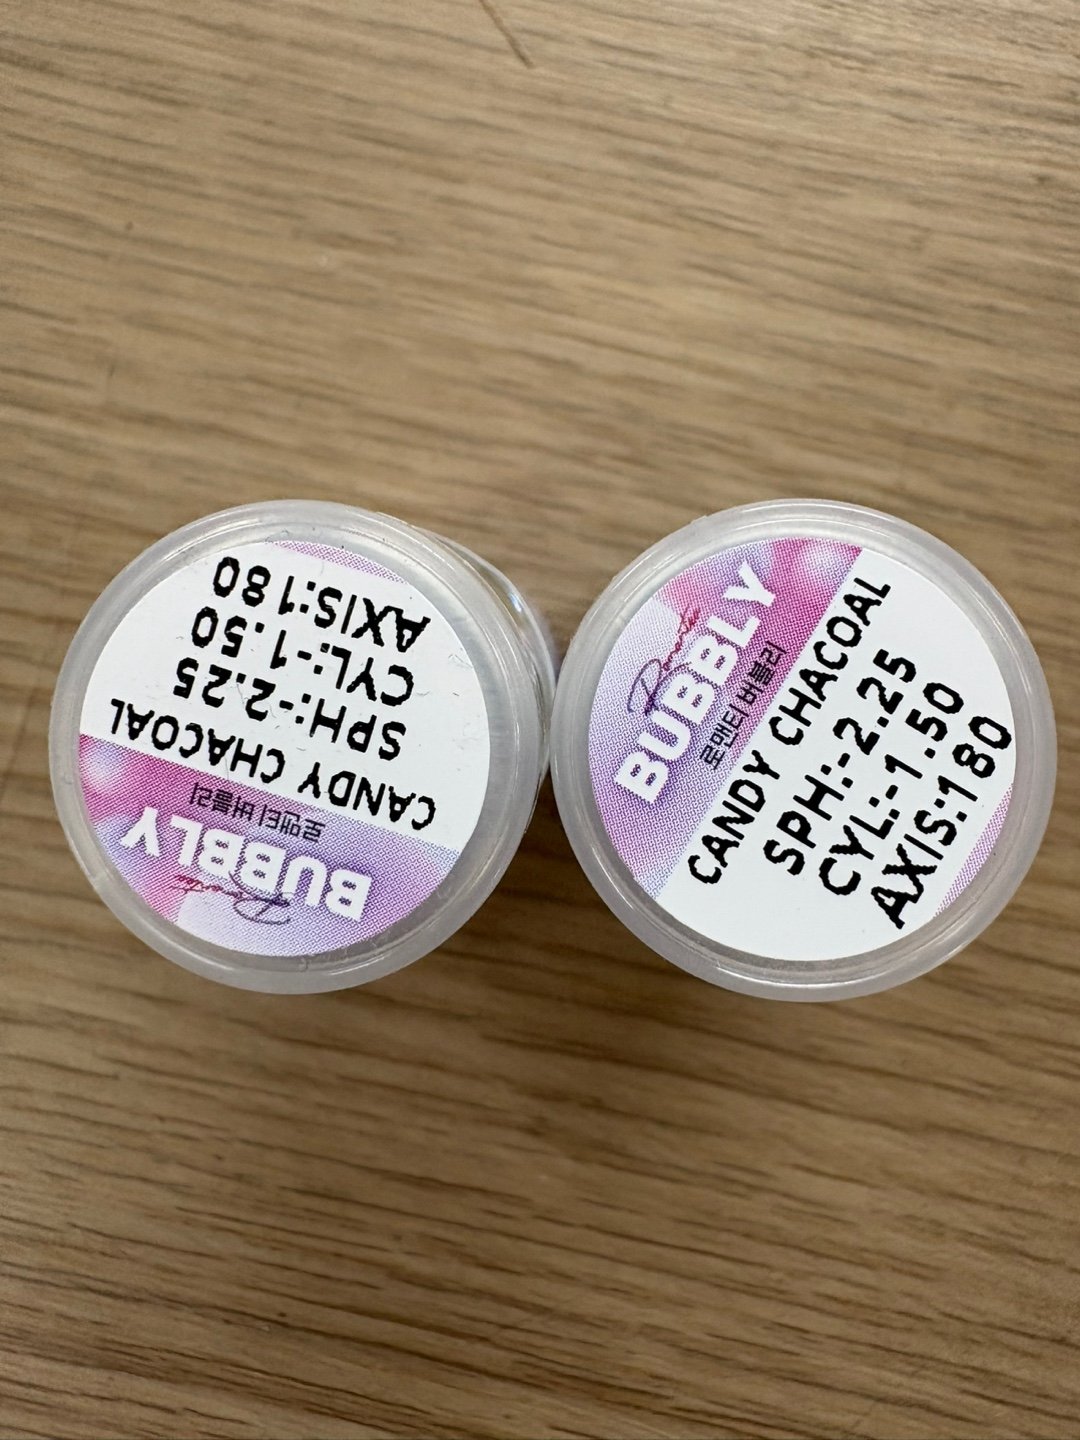 Romantea
BUBBLY
로맨티 버블리
CANDY CHACOAL
SPH:-2.25
CYL:-1.50
AXIS:180
BUBBLY
로맨티 버블리
CANDY CHACOAL
SPH:-2.25
CYL:-1.50
AXIS:180